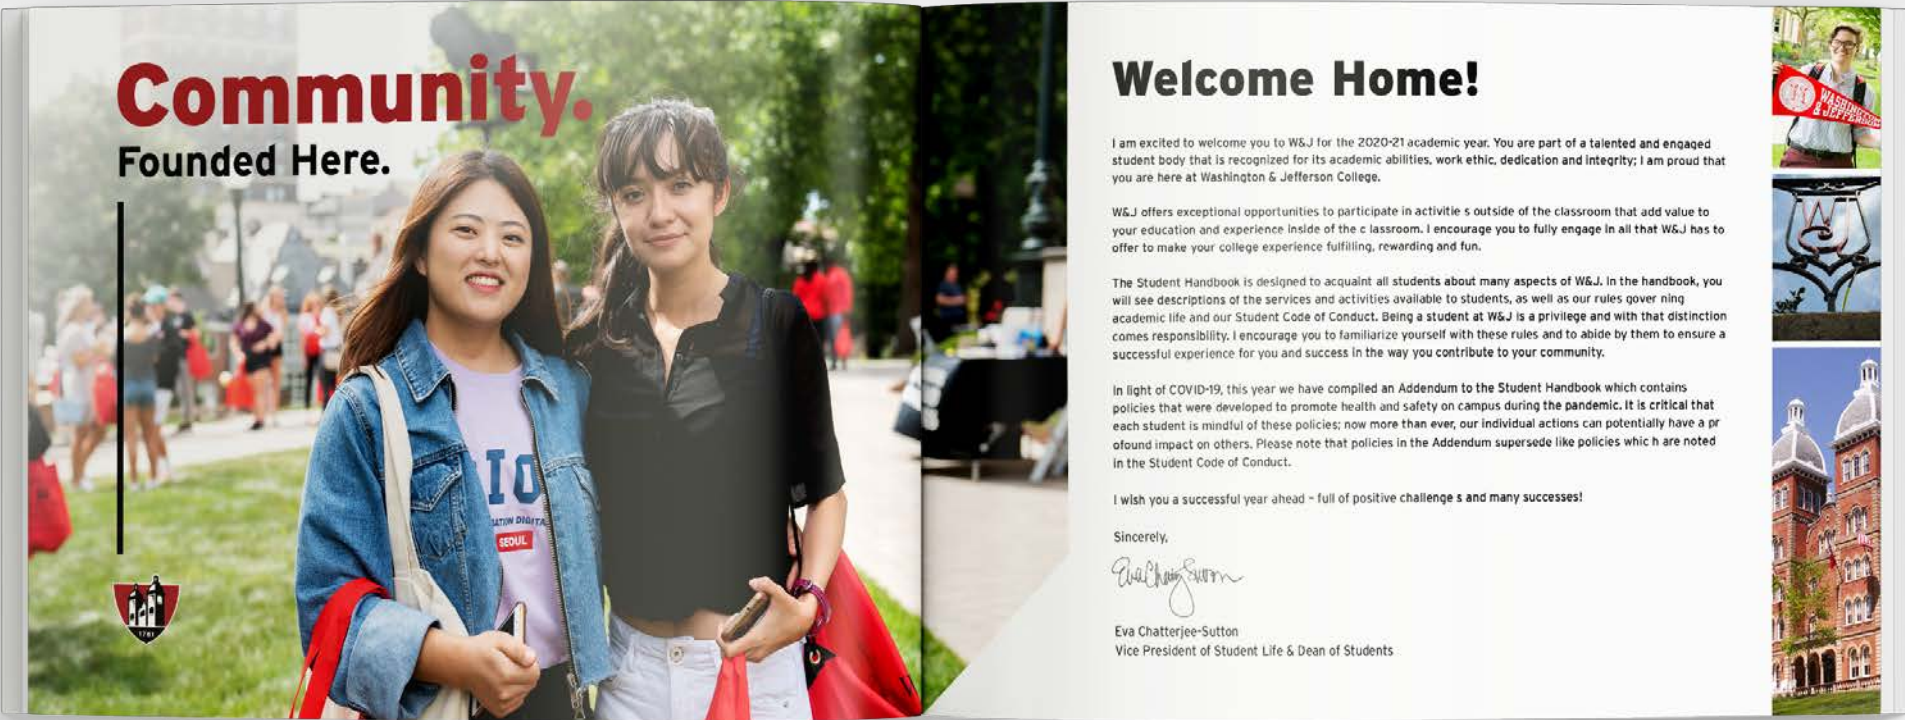 Community.
Founded Here.
IO
ATION DIGITA
SEOUL
1781
Welcome Home!
I am excited to welcome you to W&J for the 2020-21 academic year. You are part of a talented and engaged
student body that is recognized for its academic abilities, work ethic, dedication and integrity; I am proud that
you are here at Washington & Jefferson College.
W&J offers exceptional opportunities to participate in activitie s outside of the classroom that add value to
your education and experience inside of the c lassroom. I encourage you to fully engage in all that W&J has to
offer to make your college experience fulfilling, rewarding and fun.
The Student Handbook is designed to acquaint all students about many aspects of W&J. In the handbook, you
will see descriptions of the services and activities available to students, as well as our rules gover ning
academic life and our Student Code of Conduct. Being a student at W&J is a privilege and with that distinction
comes responsibility. I encourage you to familiarize yourself with these rules and to abide by them to ensure a
successful experience for you and success in the way you contribute to your community.
In light of COVID-19, this year we have compiled an Addendum to the Student Handbook which contains
policies that were developed to promote health and safety on campus during the pandemic. It is critical that
each student is mindful of these policies; now more than ever, our individual actions can potentially have a pr
ofound impact on others. Please note that policies in the Addendum supersede like policies whic h are noted
in the Student Code of Conduct.
I wish you a successful year ahead – full of positive challenge s and many successes!
Sincerely,
Eva Chatterjee-Sutton
Vice President of Student Life & Dean of Students
WASHINGTON
& JEFFERSON